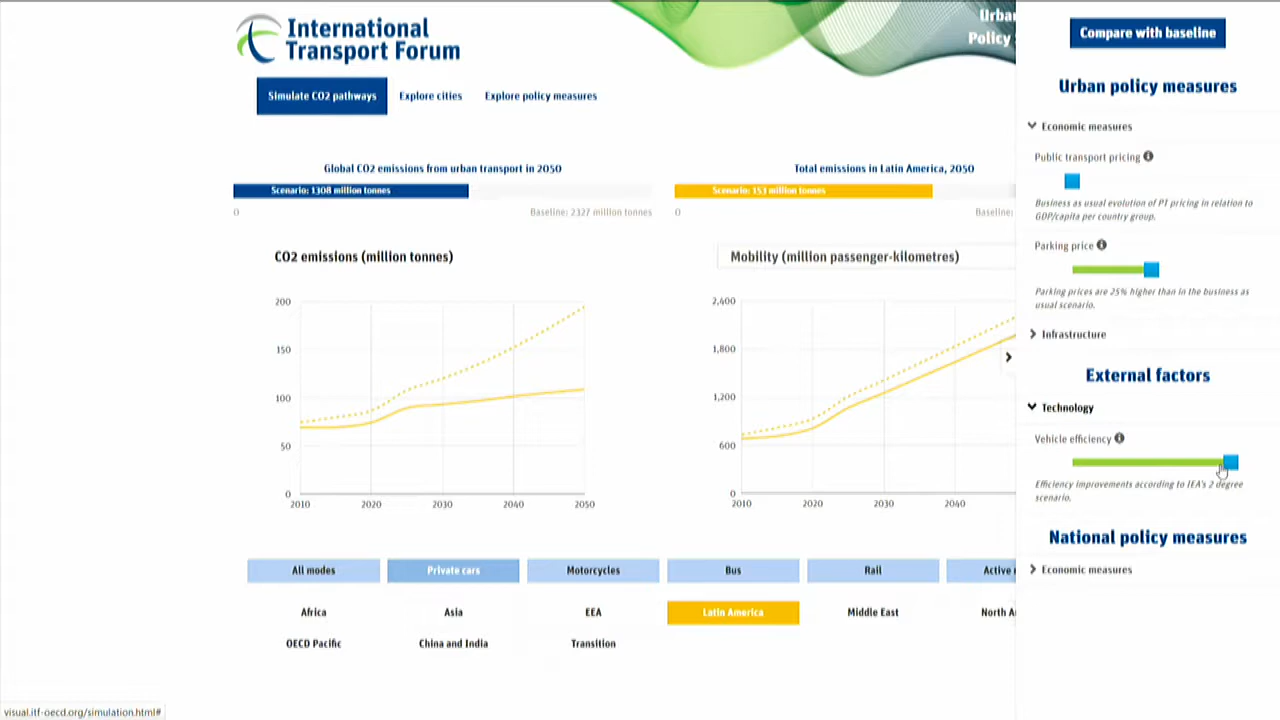 International
Transport Forum
Urba
Policy
Simulate CO2 pathways
Explore cities
Explore policy measures
Global CO2 emissions from urban transport in 2050
Scenario: 1308 million tonnes
0
Baseline: 2327 million tonnes
Total emissions in Latin America, 2050
Scenario: 153 million tonnes
0
Baseline:
CO2 emissions (million tonnes)
200
150
100
50
0
2010
2020
2030
2040
2050
Mobility (million passenger-kilometres)
2,400
1,800
1,200
600
0
2010
2020
2030
2040
All modes
Private cars
Motorcycles
Bus
Rail
Active
Africa
Asia
EEA
Latin America
Middle East
North A
OECD Pacific
China and India
Transition
Compare with baseline
Urban policy measures
Economic measures
Public transport pricing
Business as usual evolution of PT pricing in relation to
GDP/capita per country group.
Parking price
Parking prices are 25% higher than in the business as
usual scenario.
Infrastructure
External factors
Technology
Vehicle efficiency
Efficiency improvements according to IEA's 2 degree
scenario.
National policy measures
Economic measures
visual.itf-oecd.org/simulation.html#